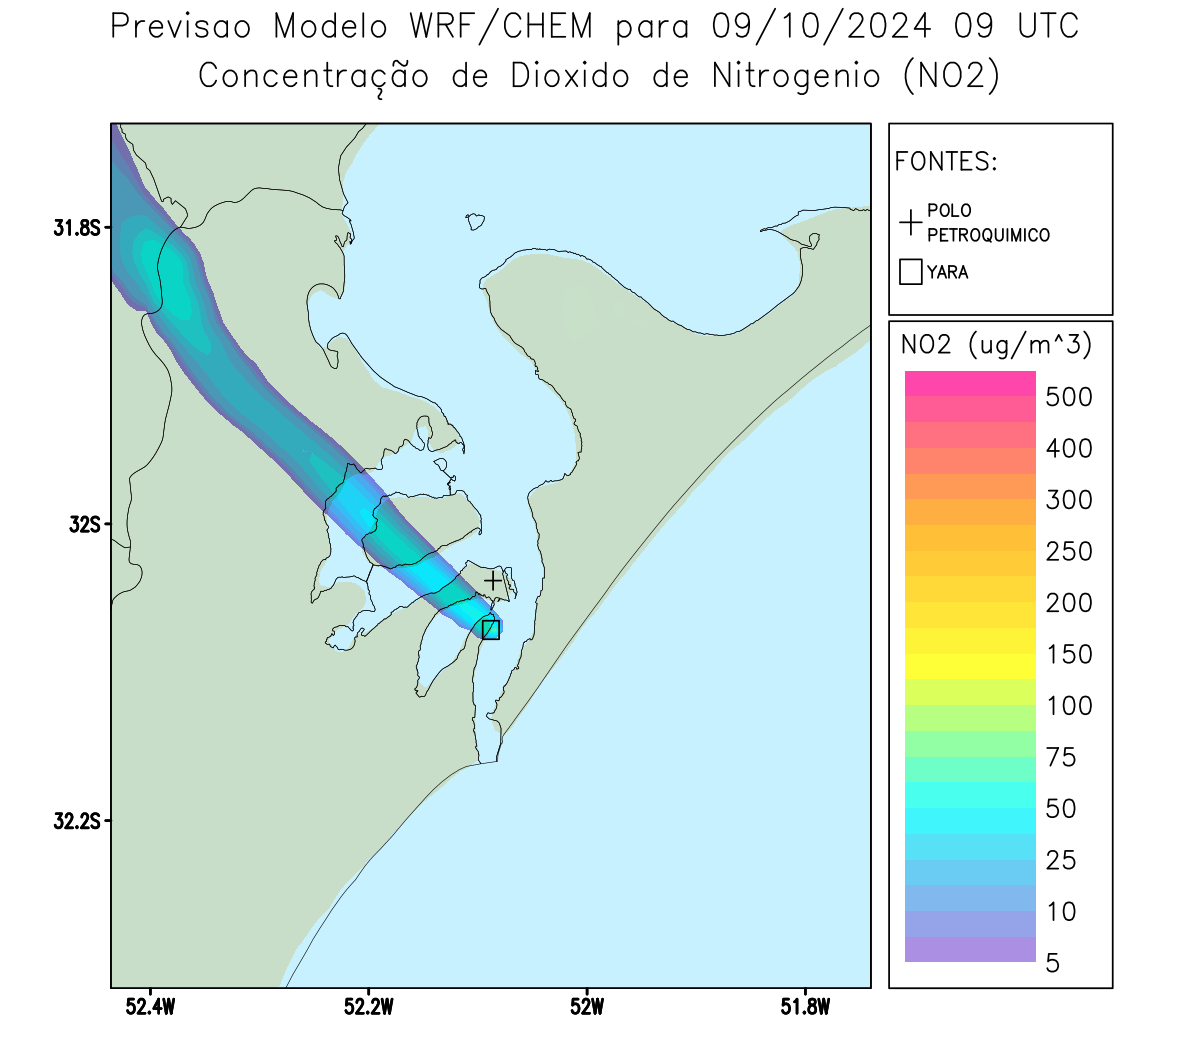 Previsao Modelo WRF/CHEM para 09/10/2024 09 UTC
Concentração de Dioxido de Nitrogenio (NO2)
FONTES:
POLO
PETROQUIMICO
YARA
31.8S
32S
32.2S
52.4W
52.2W
52W
51.8W
NO2 (ug/m^3)
500
400
300
250
200
150
100
75
50
25
10
5